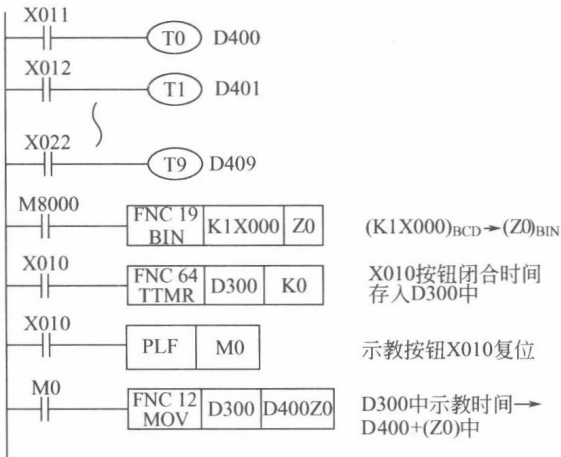 X011
T0 D400
X012
T1 D401
X022
T9 D409
M8000
FNC 19 BIN K1X000 Z0 (K1X000)BCD→(Z0)BIN
X010
FNC 64 TTMR D300 K0 X010按钮闭合时间
存入D300中
X010
PLF M0 示教按钮X010复位
M0
FNC 12 MOV D300 D400Z0 D300中示教时间→
D400+(Z0)中